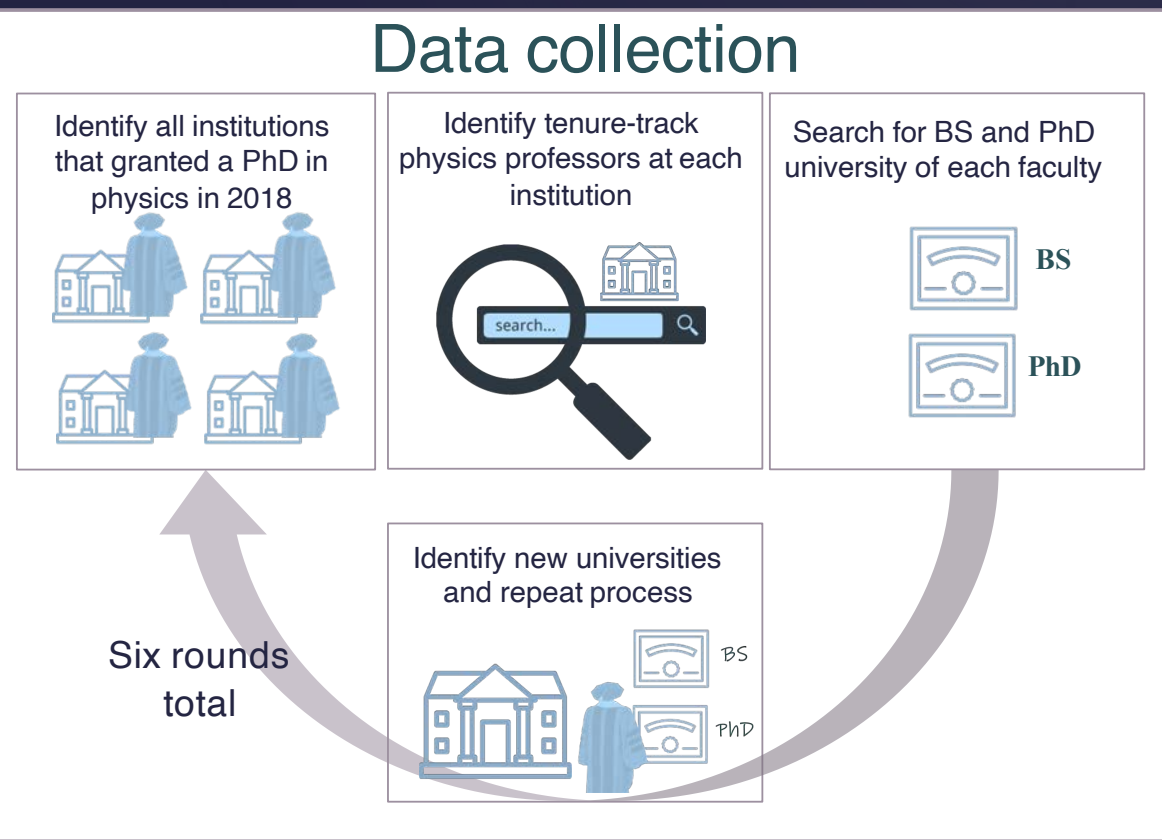 Data collection
Identify all institutions
that granted a PhD in
physics in 2018
Identify tenure-track
physics professors at each
institution
search...
Search for BS and PhD
university of each faculty
BS
PhD
Identify new universities
and repeat process
BS
PhD
Six rounds
total